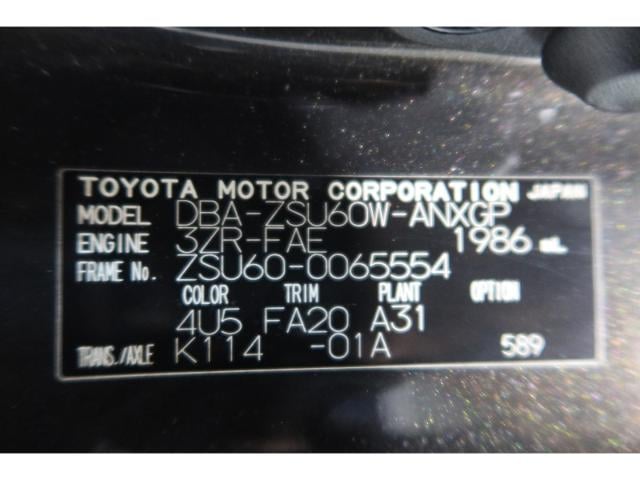 TOYOTA MOTOR CORPORATION JAPAN
MODEL DBA-ZSU60W-ANXGP
ENGINE 3ZR-FAE 1986 mL
FRAME No. ZSU60-0065554
COLOR TRIM PLANT OPTION
4U5 FA20 A31
TRANS./AXLE K114 -01A 589